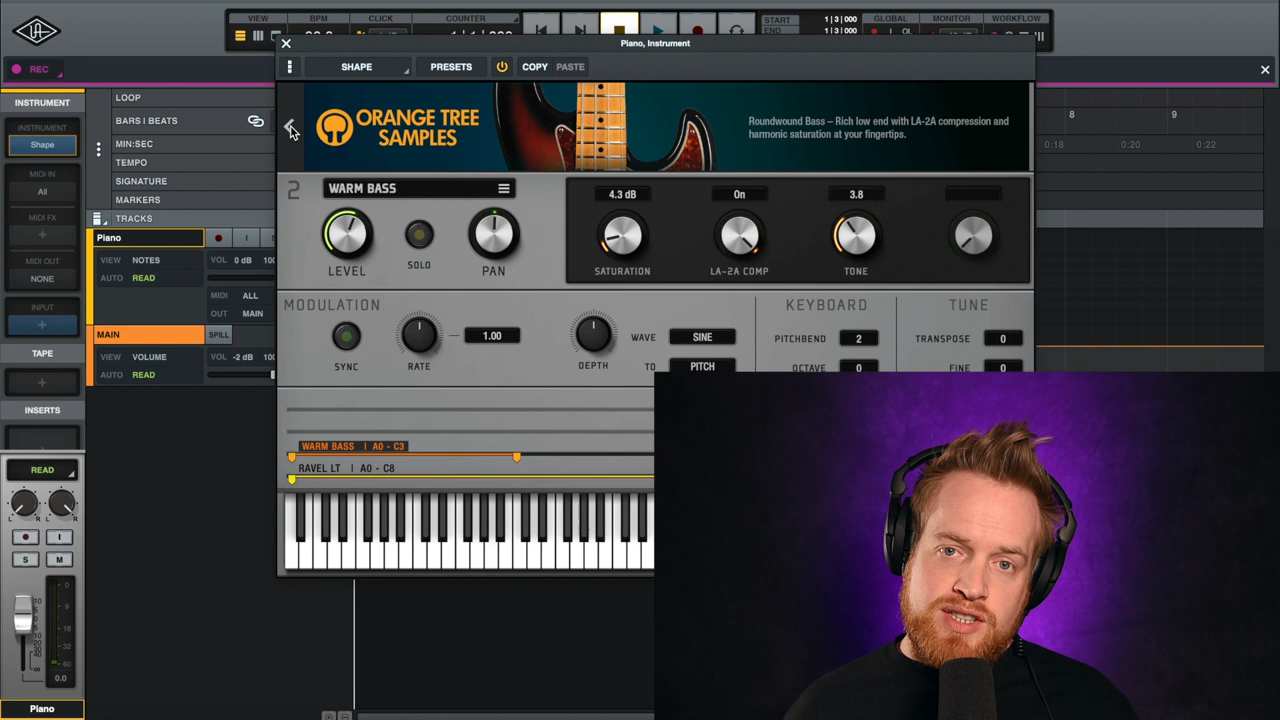 VIEW BPM CLICK COUNTER START 1|3|000 GLOBAL MONITOR WORKFLOW
END 1|3|000
Piano, Instrument
REC
SHAPE PRESETS COPY PASTE
INSTRUMENT
INSTRUMENT
Shape
MIDI IN
All
MIDI FX
+
MIDI OUT
NONE
INPUT
+
TAPE
+
INSERTS
READ
L R L R
I
S M
0.0
Piano
LOOP
BARS | BEATS
MIN:SEC
TEMPO
SIGNATURE
MARKERS
TRACKS
Piano I
VIEW NOTES VOL 0 dB
AUTO READ
MIDI ALL
OUT MAIN
MAIN SPILL
VIEW VOLUME VOL -2 dB
AUTO READ
ORANGE TREE
SAMPLES
Roundwound Bass – Rich low end with LA-2A compression and
harmonic saturation at your fingertips.
2 WARM BASS
LEVEL SOLO PAN
4.3 dB On 3.8
SATURATION LA-2A COMP TONE
MODULATION
SYNC RATE 1.00 DEPTH
WAVE SINE
TO PITCH
KEYBOARD
PITCHBEND 2
OCTAVE 0
TUNE
TRANSPOSE 0
FINE 0
WARM BASS | A0 - C3
RAVEL LT | A0 - C8
8 9
0:18 0:20 0:22